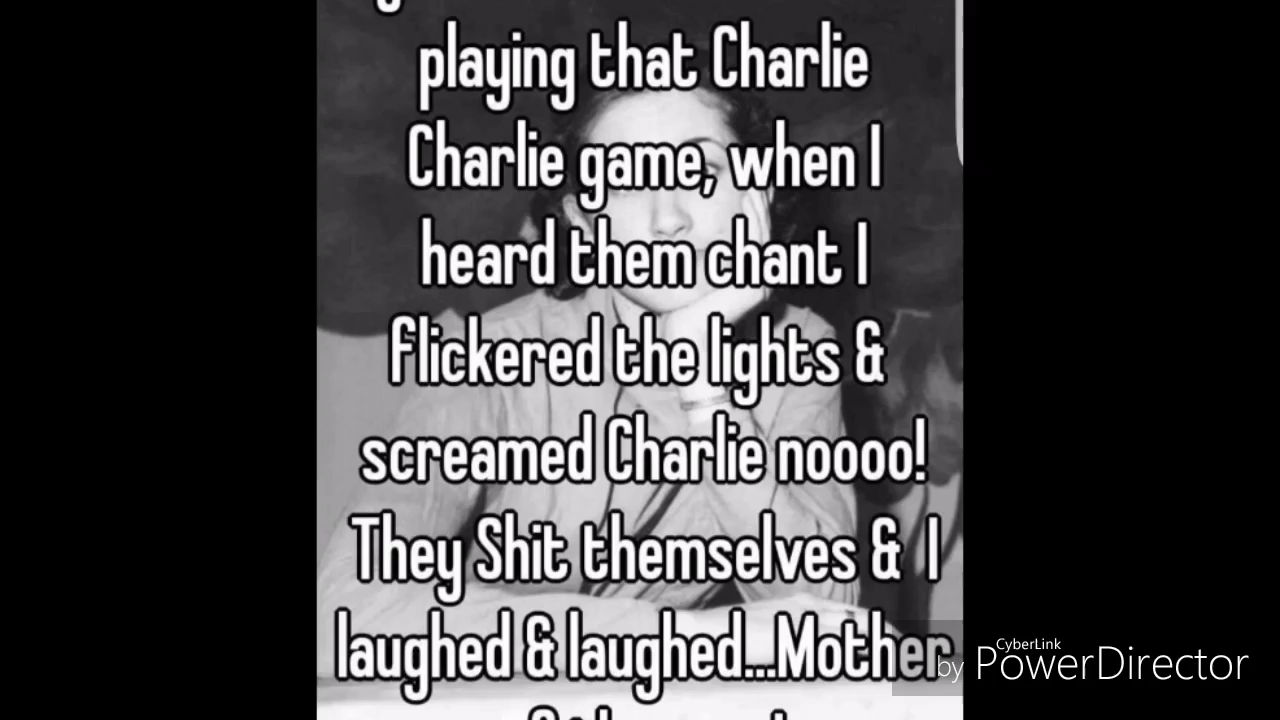 playing that Charlie
Charlie game, when I
heard them chant I
flickered the lights &
screamed Charlie noooo!
They Shit themselves & I
laughed & laughed...Mother
CyberLink
by PowerDirector